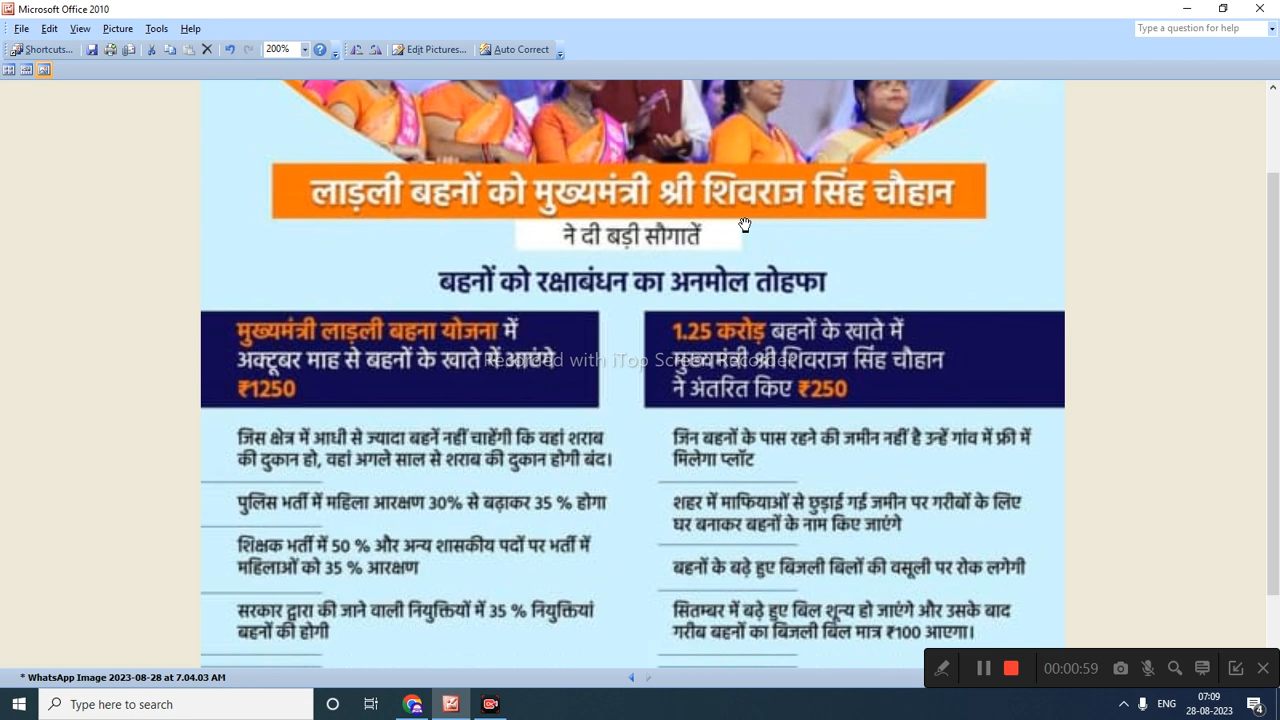 Microsoft Office 2010
File Edit View Picture Tools Help
Type a question for help
Shortcuts...
200%
Edit Pictures...
Auto Correct
लाड़ली बहनों को मुख्यमंत्री श्री शिवराज सिंह चौहान
ने दी बड़ी सौगातें
बहनों को रक्षाबंधन का अनमोल तोहफा
मुख्यमंत्री लाड़ली बहना योजना में
अक्टूबर माह से बहनों के खाते में आएंगे
₹1250
1.25 करोड़ बहनों के खाते में
मुख्यमंत्री श्री शिवराज सिंह चौहान
ने अंतरित किए ₹250
Recorded with iTop Screen Recorder
जिस क्षेत्र में आधी से ज्यादा बहनें नहीं चाहेंगी कि वहां शराब
की दुकान हो, वहां अगले साल से शराब की दुकान होगी बंद।
पुलिस भर्ती में महिला आरक्षण 30% से बढ़ाकर 35 % होगा
शिक्षक भर्ती में 50 % और अन्य शासकीय पदों पर भर्ती में
महिलाओं को 35 % आरक्षण
सरकार द्वारा की जाने वाली नियुक्तियों में 35 % नियुक्तियां
बहनों की होगी
जिन बहनों के पास रहने की जमीन नहीं है उन्हें गांव में फ्री में
मिलेगा प्लॉट
शहर में माफियाओं से छुड़ाई गई जमीन पर गरीबों के लिए
घर बनाकर बहनों के नाम किए जाएंगे
बहनों के बढ़े हुए बिजली बिलों की वसूली पर रोक लगेगी
सितम्बर में बढ़े हुए बिल शून्य हो जाएंगे और उसके बाद
गरीब बहनों का बिजली बिल मात्र ₹100 आएगा।
* WhatsApp Image 2023-08-28 at 7.04.03 AM
00:00:59
Type here to search
ENG
07:09
28-08-2023
4